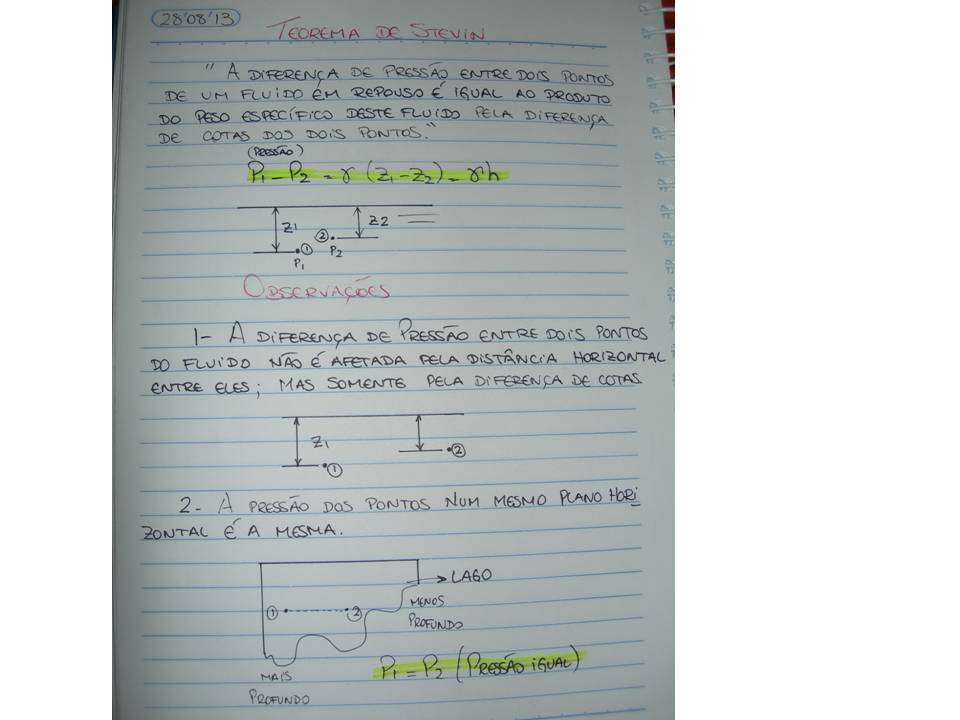 28'08'13
TEOREMA DE STEVIN
"A DIFERENÇA DE PRESSÃO ENTRE DOIS PONTOS
DE UM FLUIDO EM REPOUSO É IGUAL AO PRODUTO
DO PESO ESPECÍFICO DESTE FLUIDO PELA DIFERENÇA
DE COTAS DOS DOIS PONTOS."
(PRESSÃO)
P1 - P2 = γ (Z1 - Z2) = γh
Z1 Z2
① ②
P1 P2
OBSERVAÇÕES
1- A DIFERENÇA DE PRESSÃO ENTRE DOIS PONTOS
DO FLUIDO NÃO É AFETADA PELA DISTÂNCIA HORIZONTAL
ENTRE ELES; MAS SOMENTE PELA DIFERENÇA DE COTAS
Z1
① ②
2- A PRESSÃO DOS PONTOS NUM MESMO PLANO HORI
ZONTAL É A MESMA.
LAGO
① ②
MENOS
PROFUNDO
P1 = P2 (PRESSÃO IGUAL)
MAIS
PROFUNDO